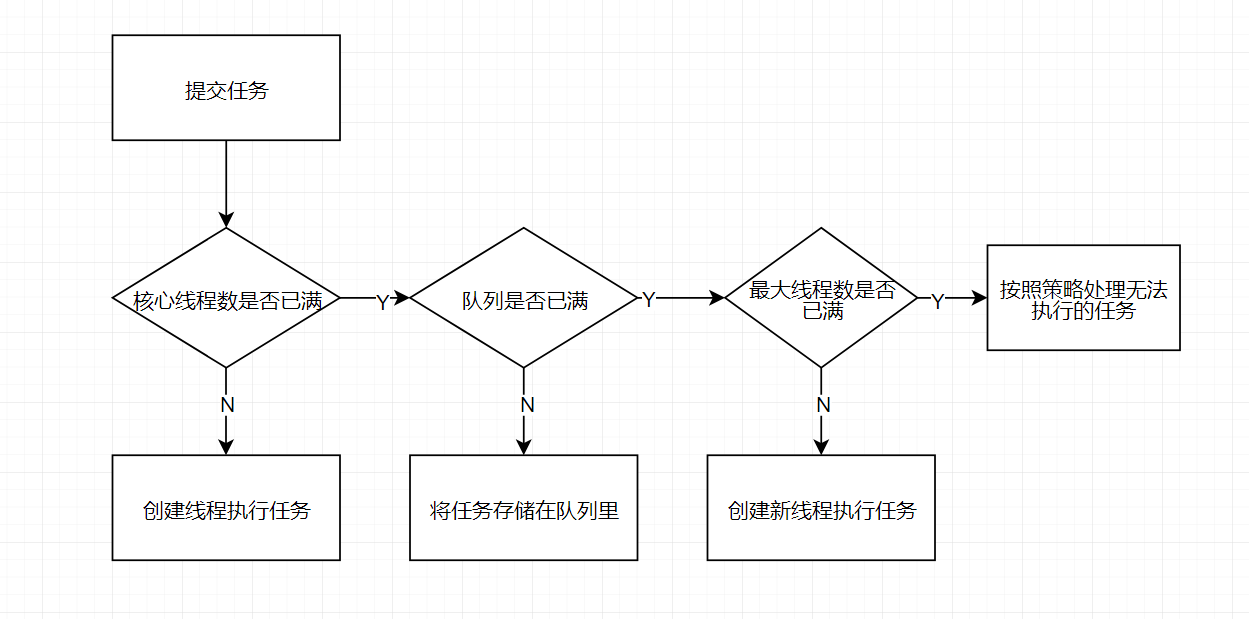 提交任务
核心线程数是否已满
Y
队列是否已满
Y
最大线程数是否
已满
Y
按照策略处理无法
执行的任务
N
N
N
创建线程执行任务
将任务存储在队列里
创建新线程执行任务